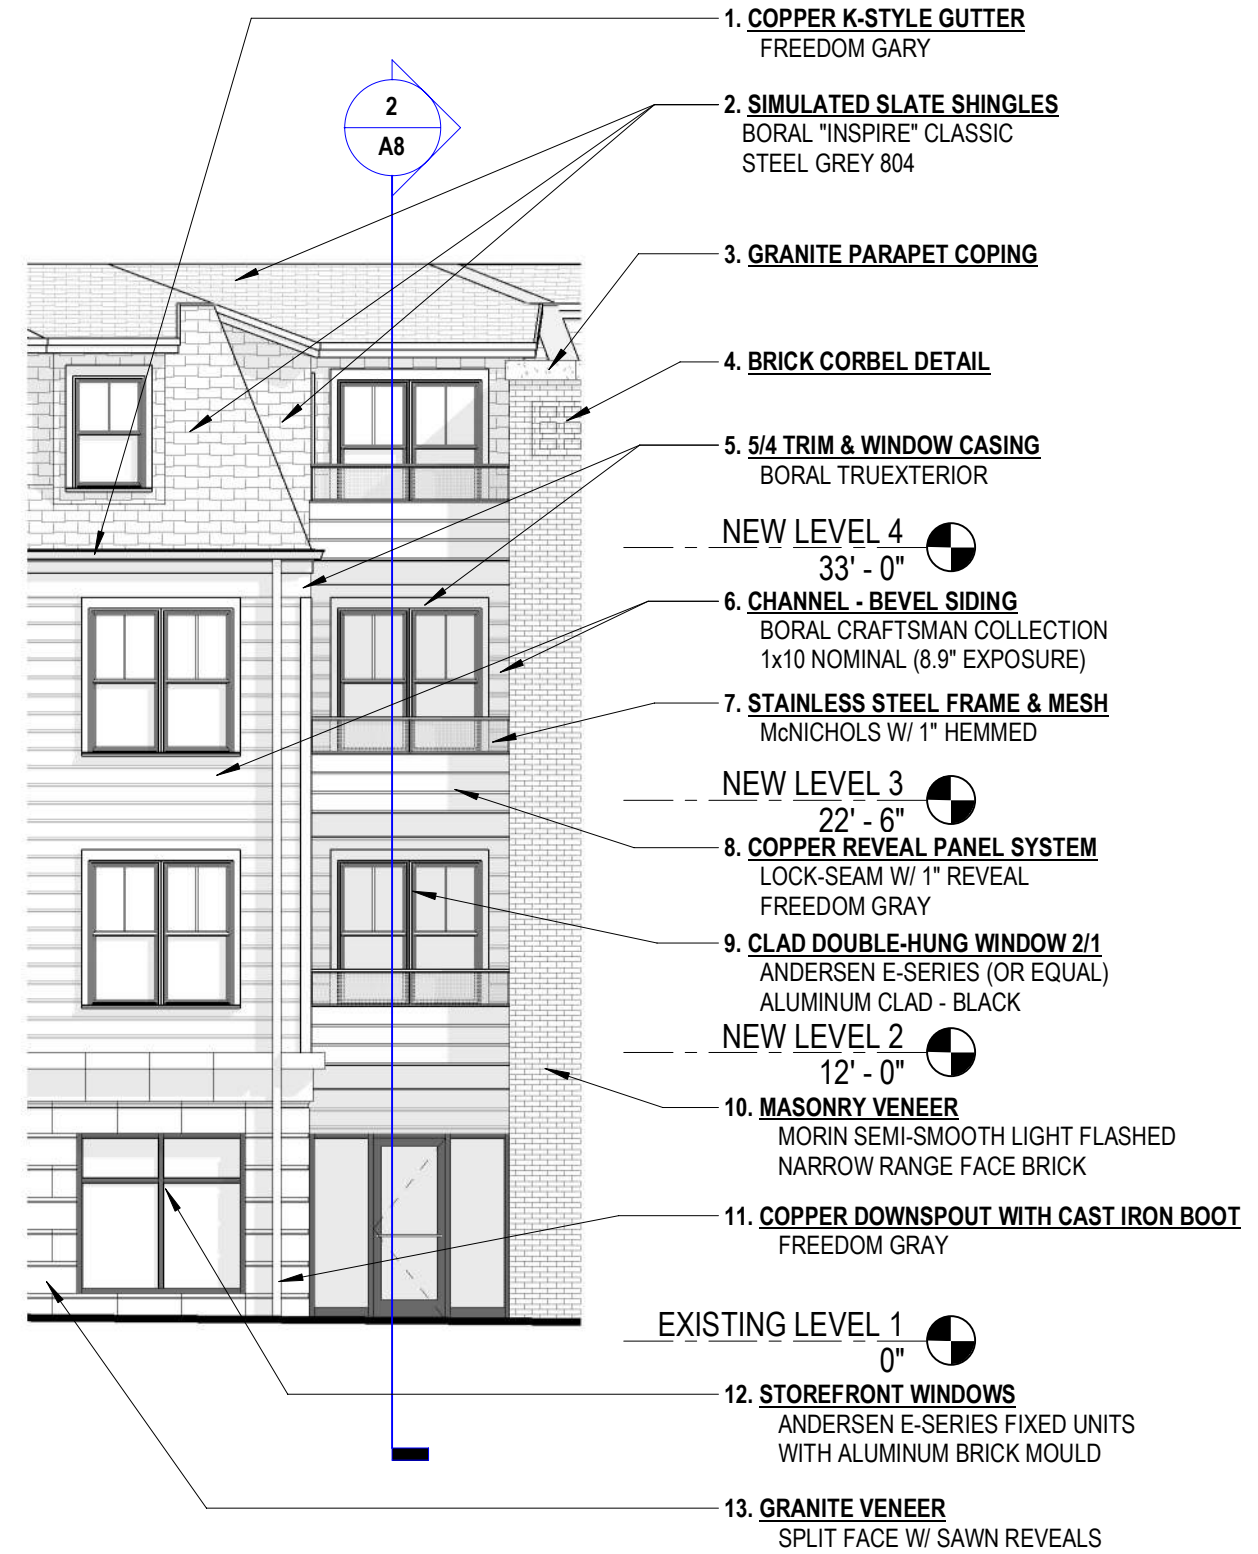 1. COPPER K-STYLE GUTTER
FREEDOM GARY
2
A8
2. SIMULATED SLATE SHINGLES
BORAL "INSPIRE" CLASSIC
STEEL GREY 804
3. GRANITE PARAPET COPING
4. BRICK CORBEL DETAIL
5. 5/4 TRIM & WINDOW CASING
BORAL TRUEXTERIOR
NEW LEVEL 4
33' - 0"
6. CHANNEL - BEVEL SIDING
BORAL CRAFTSMAN COLLECTION
1x10 NOMINAL (8.9" EXPOSURE)
7. STAINLESS STEEL FRAME & MESH
McNICHOLS W/ 1" HEMMED
NEW LEVEL 3
22' - 6"
8. COPPER REVEAL PANEL SYSTEM
LOCK-SEAM W/ 1" REVEAL
FREEDOM GRAY
9. CLAD DOUBLE-HUNG WINDOW 2/1
ANDERSEN E-SERIES (OR EQUAL)
ALUMINUM CLAD - BLACK
NEW LEVEL 2
12' - 0"
10. MASONRY VENEER
MORIN SEMI-SMOOTH LIGHT FLASHED
NARROW RANGE FACE BRICK
11. COPPER DOWNSPOUT WITH CAST IRON BOOT
FREEDOM GRAY
EXISTING LEVEL 1
0"
12. STOREFRONT WINDOWS
ANDERSEN E-SERIES FIXED UNITS
WITH ALUMINUM BRICK MOULD
13. GRANITE VENEER
SPLIT FACE W/ SAWN REVEALS